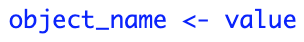 object_name <- value